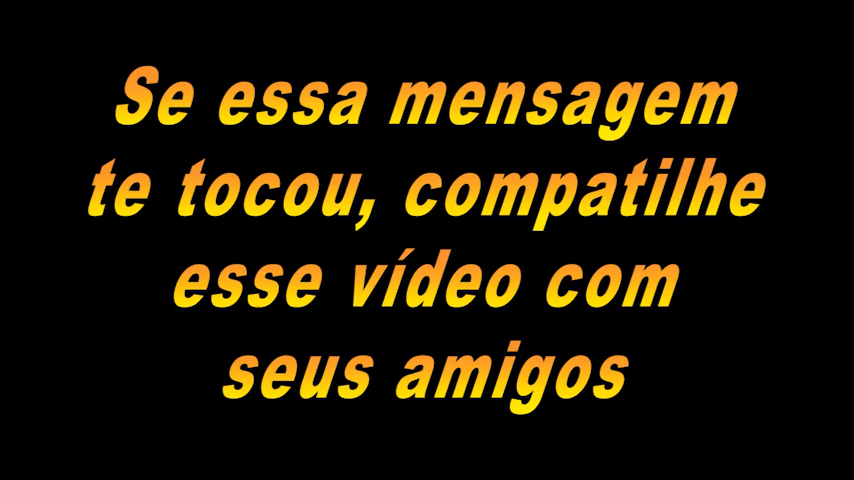 Se essa mensagem
te tocou, compatilhe
esse vídeo com
seus amigos